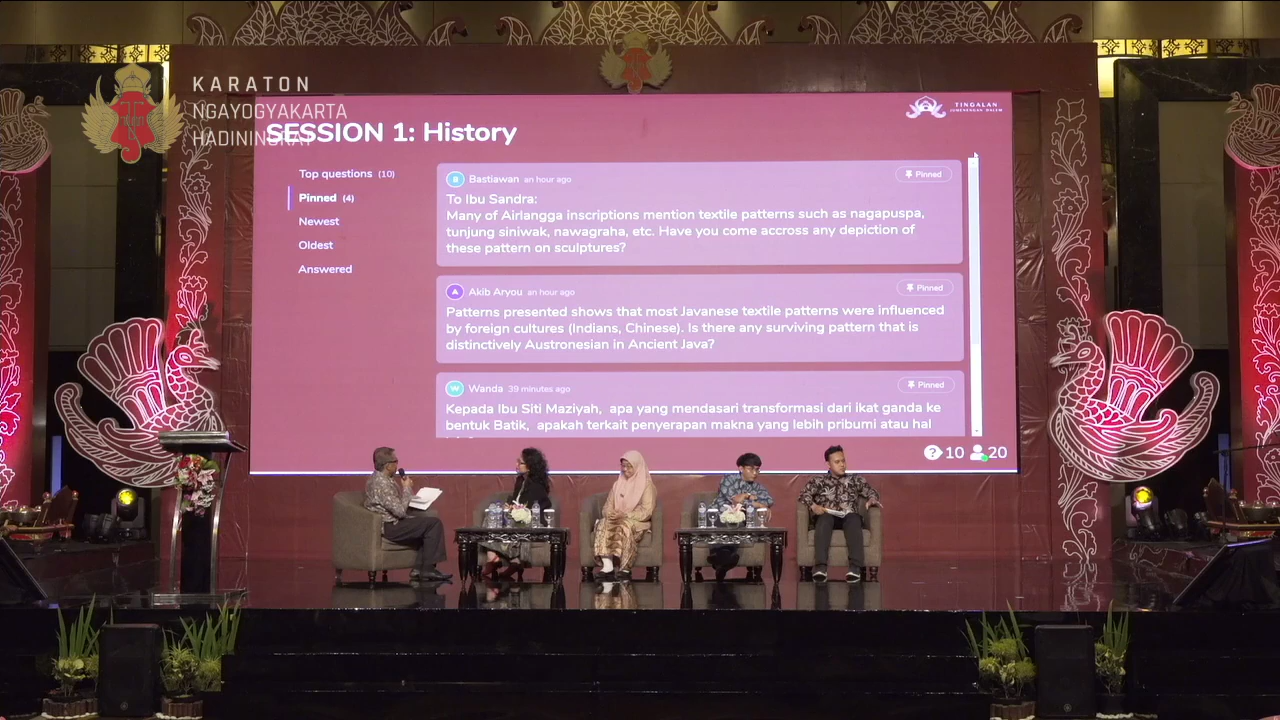 KARATON
NGAYOGYAKARTA
HADININGRAT
TINGALAN
JUMENENGAN DALEM
SESSION 1: History
Top questions (10)
Pinned (4)
Newest
Oldest
Answered
B Bastiawan an hour ago
Pinned
To Ibu Sandra:
Many of Airlangga inscriptions mention textile patterns such as nagapuspa,
tunjung siniwak, nawagraha, etc. Have you come accross any depiction of
these pattern on sculptures?
A Akib Aryou an hour ago
Pinned
Patterns presented shows that most Javanese textile patterns were influenced
by foreign cultures (Indians, Chinese). Is there any surviving pattern that is
distinctively Austronesian in Ancient Java?
W Wanda 39 minutes ago
Pinned
Kepada Ibu Siti Maziyah, apa yang mendasari transformasi dari ikat ganda ke
bentuk Batik, apakah terkait penyerapan makna yang lebih pribumi atau hal
? 10 20